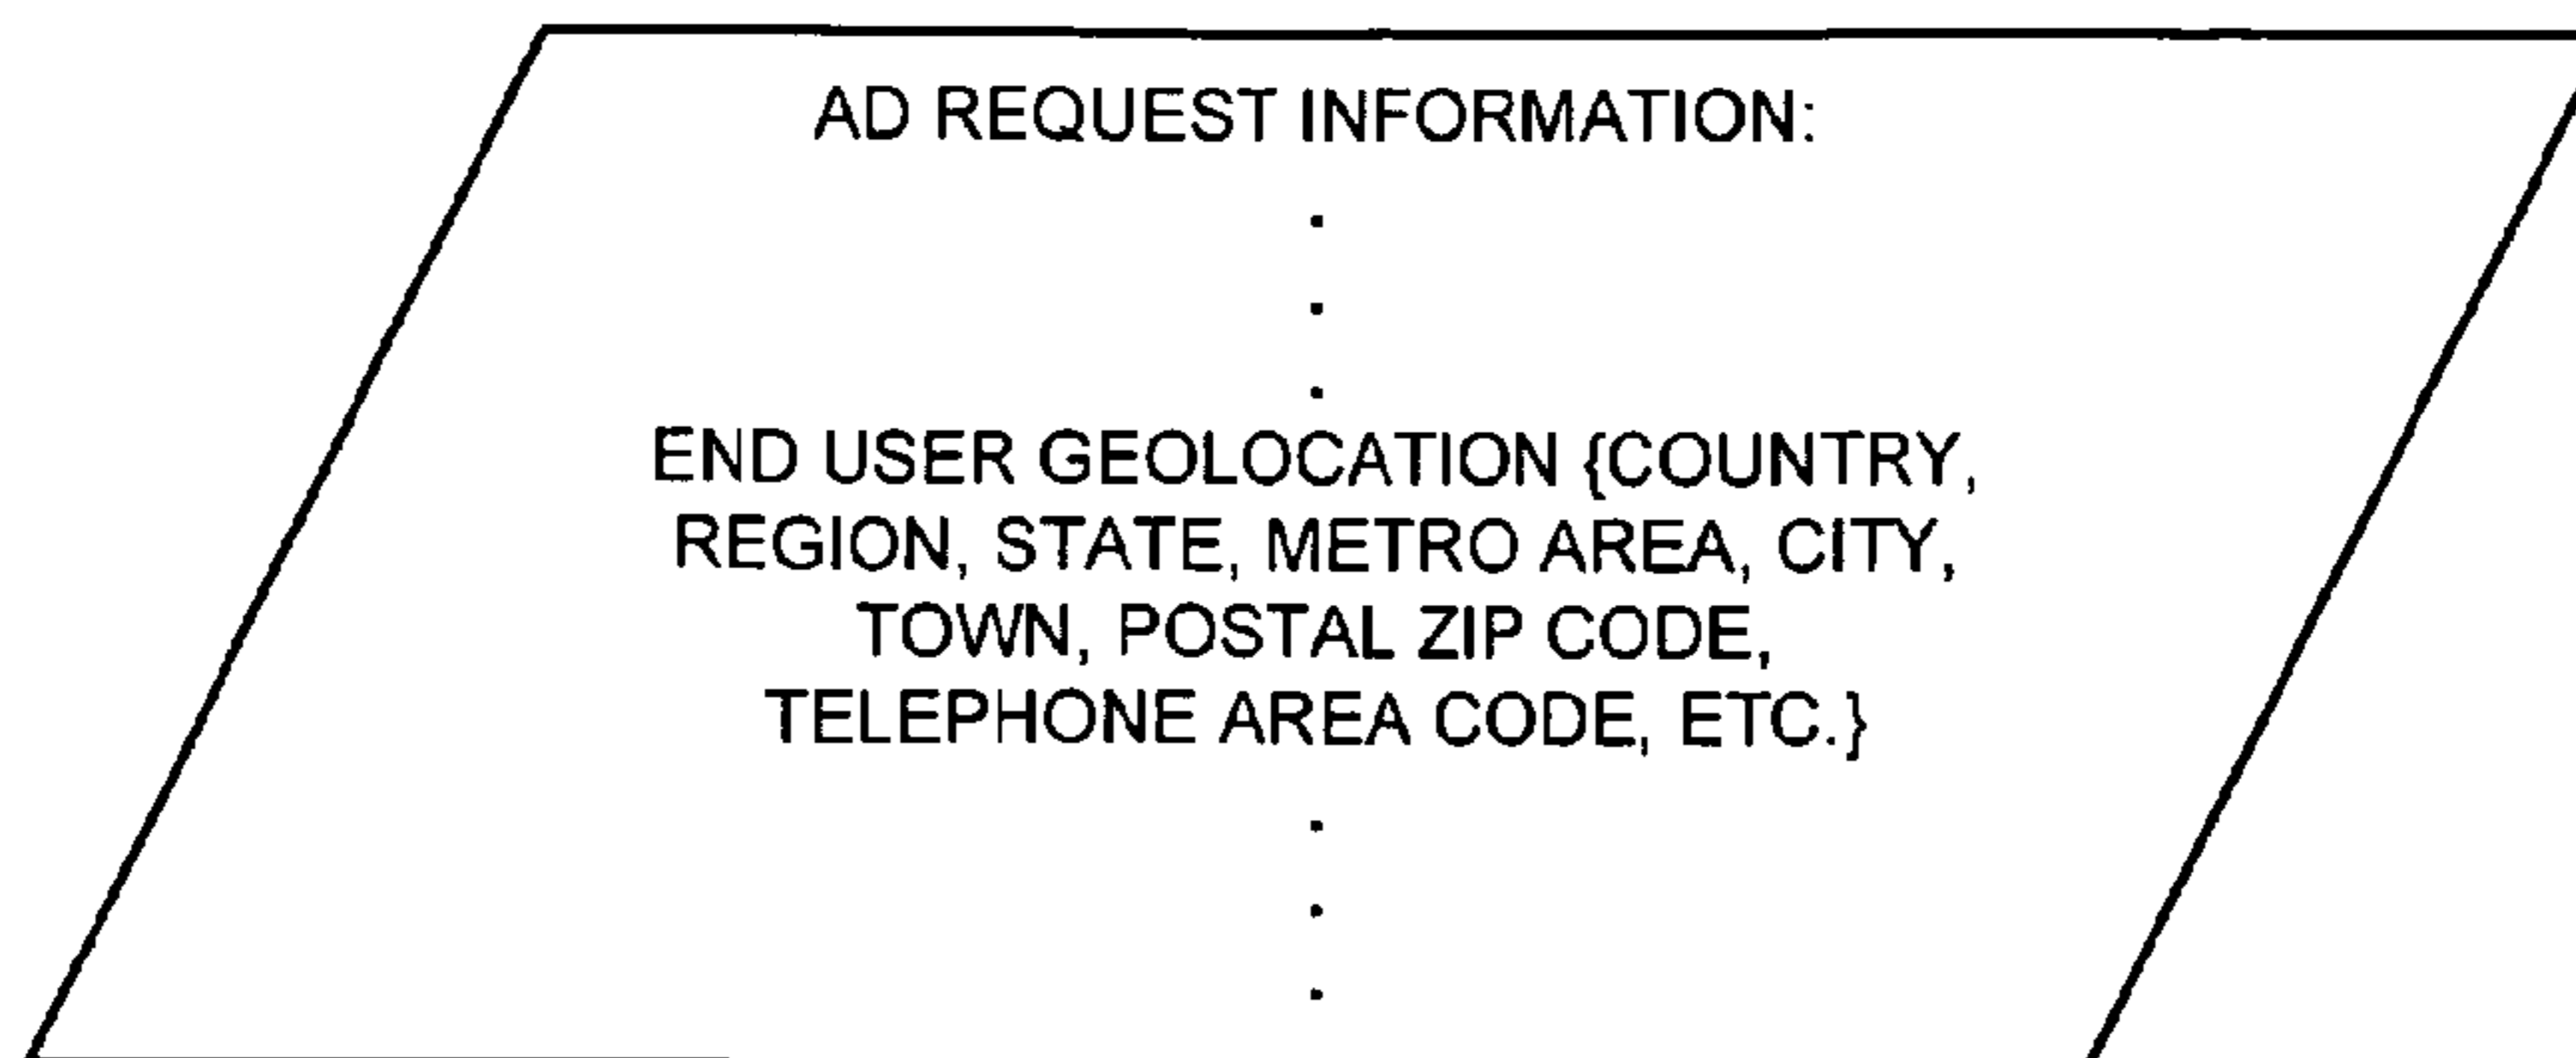 AD REQUEST INFORMATION:
.
.
.
END USER GEOLOCATION {COUNTRY,
REGION, STATE, METRO AREA, CITY,
TOWN, POSTAL ZIP CODE,
TELEPHONE AREA CODE, ETC.}
.
.
.